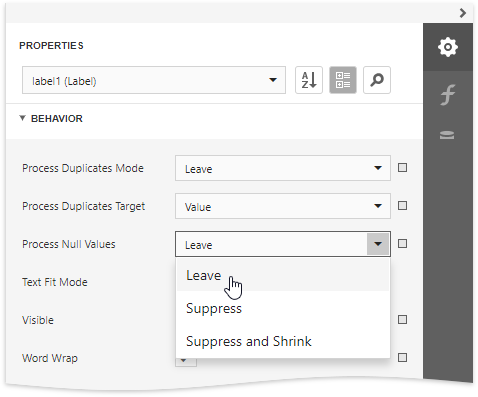 PROPERTIES
label1 (Label)
A
Z
BEHAVIOR
Process Duplicates Mode
Leave
Process Duplicates Target
Value
Process Null Values
Leave
Text Fit Mode
Leave
Suppress
Visible
Suppress and Shrink
Word Wrap